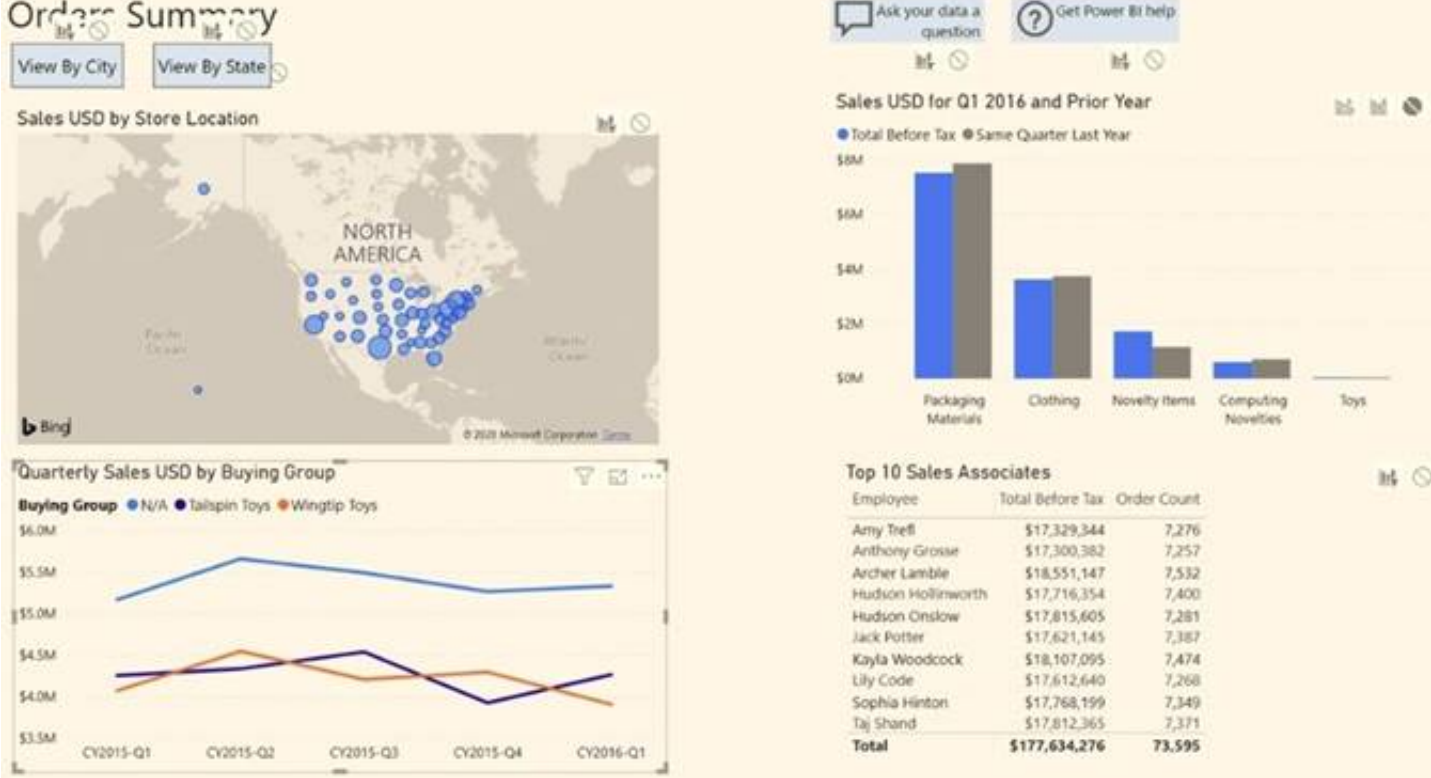 Orders Summary
View By City
View By State
Ask your data a
question
Get Power BI help
Sales USD by Store Location
NORTH
AMERICA
Pacific
Ocean
Atlantic
Ocean
Bing
© 2020 Microsoft Corporation Terms
Sales USD for Q1 2016 and Prior Year
Total Before Tax Same Quarter Last Year
$8M
$6M
$4M
$2M
$0M
Packaging
Materials
Clothing
Novelty Items
Computing
Novelties
Toys
Quarterly Sales USD by Buying Group
Buying Group N/A Tailspin Toys Wingtip Toys
$6.0M
$5.5M
$5.0M
$4.5M
$4.0M
$3.5M
CY2015-Q1 CY2015-Q2 CY2015-Q3 CY2015-Q4 CY2016-Q1
Top 10 Sales Associates
Employee Total Before Tax Order Count
Amy Trefl $17,329,344 7,276
Anthony Grosse $17,300,382 7,257
Archer Lamble $18,551,147 7,532
Hudson Hollinworth $17,716,354 7,400
Hudson Onslow $17,815,605 7,281
Jack Potter $17,621,145 7,387
Kayla Woodcock $18,107,095 7,474
Lily Code $17,612,640 7,268
Sophia Hinton $17,768,199 7,349
Taj Shand $17,812,365 7,371
Total $177,634,276 73,595